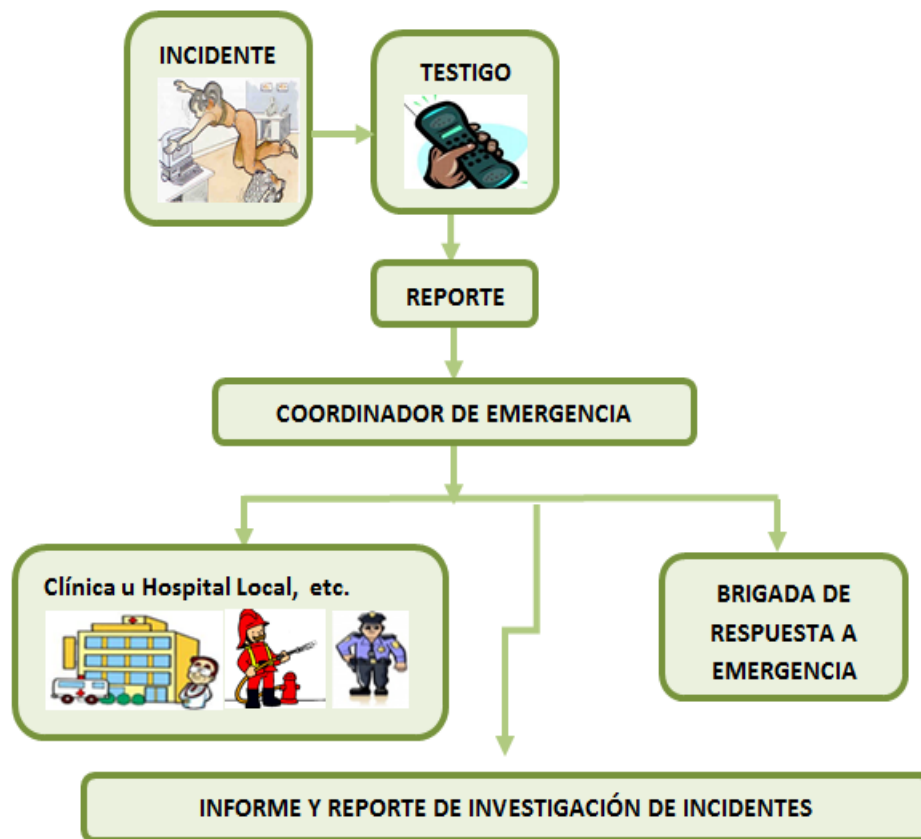 INCIDENTE
TESTIGO
REPORTE
COORDINADOR DE EMERGENCIA
Clínica u Hospital Local, etc.
BRIGADA DE
RESPUESTA A
EMERGENCIA
INFORME Y REPORTE DE INVESTIGACIÓN DE INCIDENTES